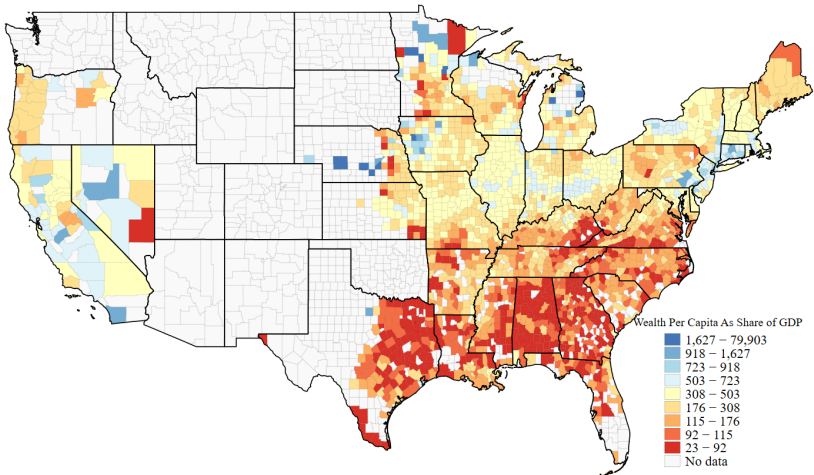 Wealth Per Capita As Share of GDP
1,627 − 79,903
918 − 1,627
723 − 918
503 − 723
308 − 503
176 − 308
115 − 176
92 − 115
23 − 92
No data